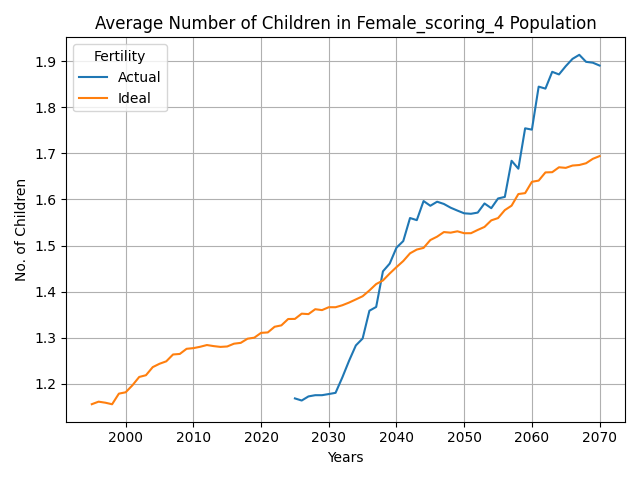 Average Number of Children in Female_scoring_4 Population
Fertility
Actual
Ideal
No. of Children
1.9
1.8
1.7
1.6
1.5
1.4
1.3
1.2
2000 2010 2020 2030 2040 2050 2060 2070
Years